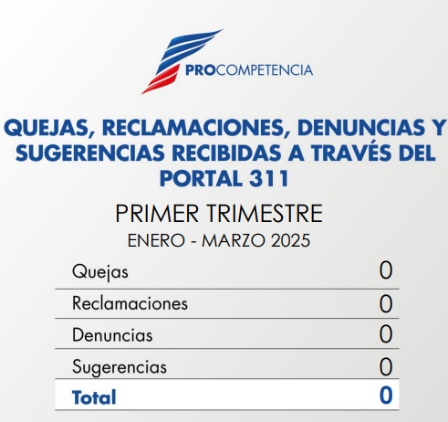 PROCOMPETENCIA
QUEJAS, RECLAMACIONES, DENUNCIAS Y
SUGERENCIAS RECIBIDAS A TRAVÉS DEL
PORTAL 311
PRIMER TRIMESTRE
ENERO - MARZO 2025
Quejas 0
Reclamaciones 0
Denuncias 0
Sugerencias 0
Total 0